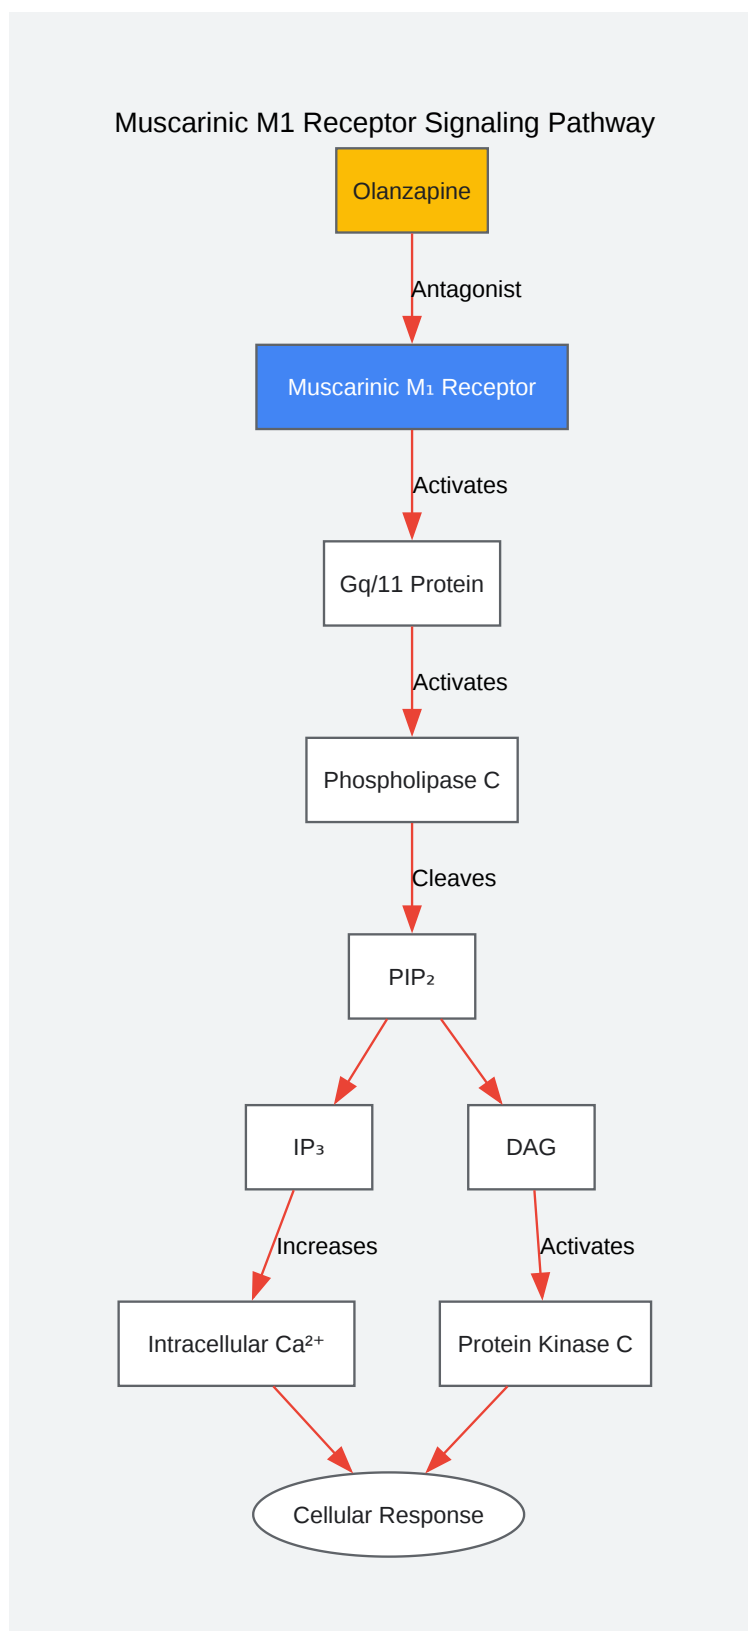 Muscarinic M1 Receptor Signaling Pathway
Olanzapine
Antagonist
Muscarinic M₁ Receptor
Activates
Gq/11 Protein
Activates
Phospholipase C
Cleaves
PIP₂
IP₃
DAG
Increases
Activates
Intracellular Ca²⁺
Protein Kinase C
Cellular Response